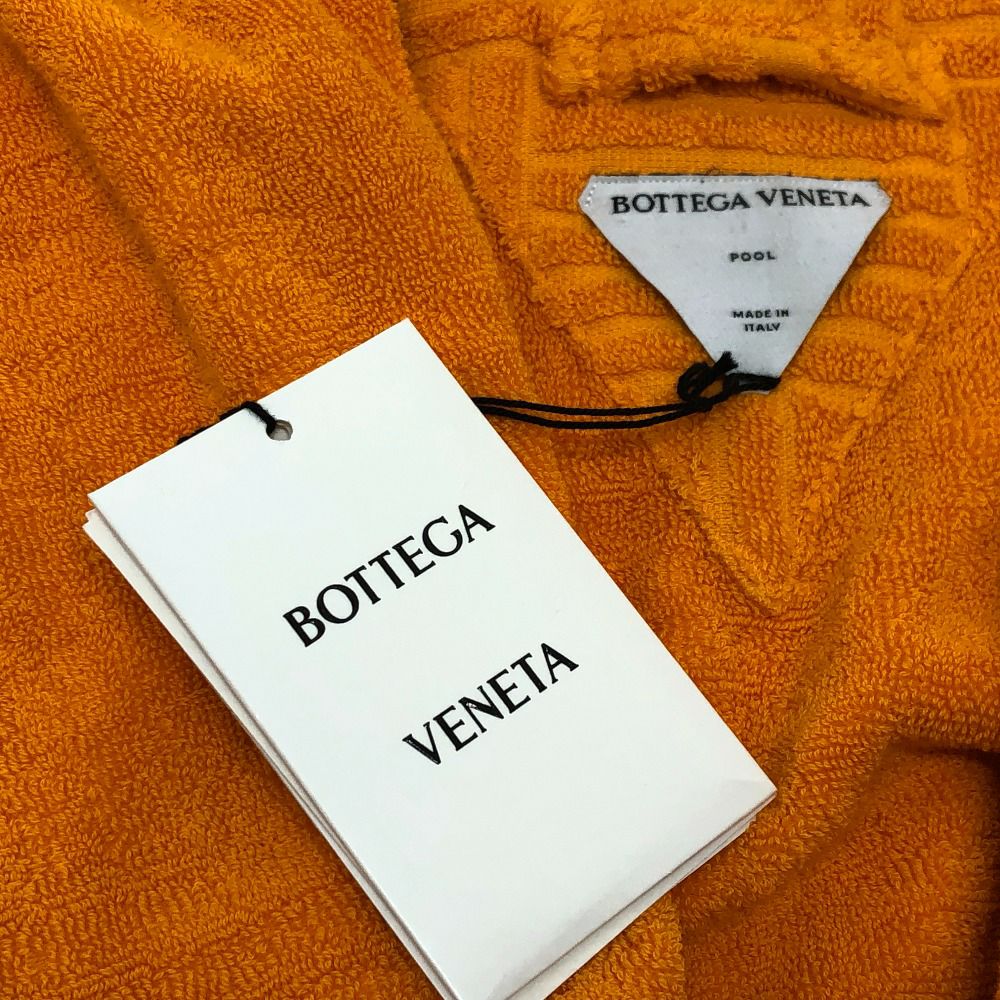 BOTTEGA VENETA
POOL
MADE IN
ITALY
BOTTEGA
VENETA